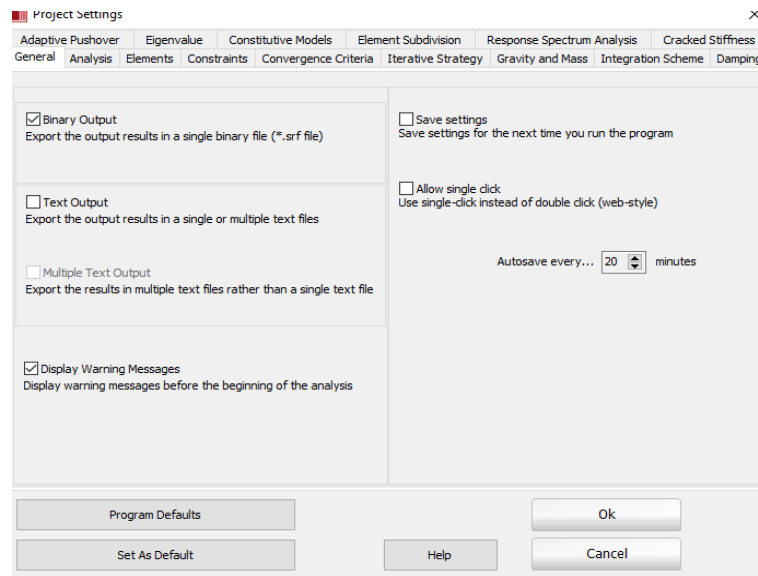 Project Settings
Adaptive Pushover Eigenvalue Constitutive Models Element Subdivision Response Spectrum Analysis Cracked Stiffness
General Analysis Elements Constraints Convergence Criteria Iterative Strategy Gravity and Mass Integration Scheme Damping
Binary Output
Export the output results in a single binary file (*.srf file)
Text Output
Export the output results in a single or multiple text files
Multiple Text Output
Export the results in multiple text files rather than a single text file
Display Warning Messages
Display warning messages before the beginning of the analysis
Save settings
Save settings for the next time you run the program
Allow single click
Use single-click instead of double click (web-style)
Autosave every... 20 minutes
Program Defaults
Ok
Set As Default
Help
Cancel